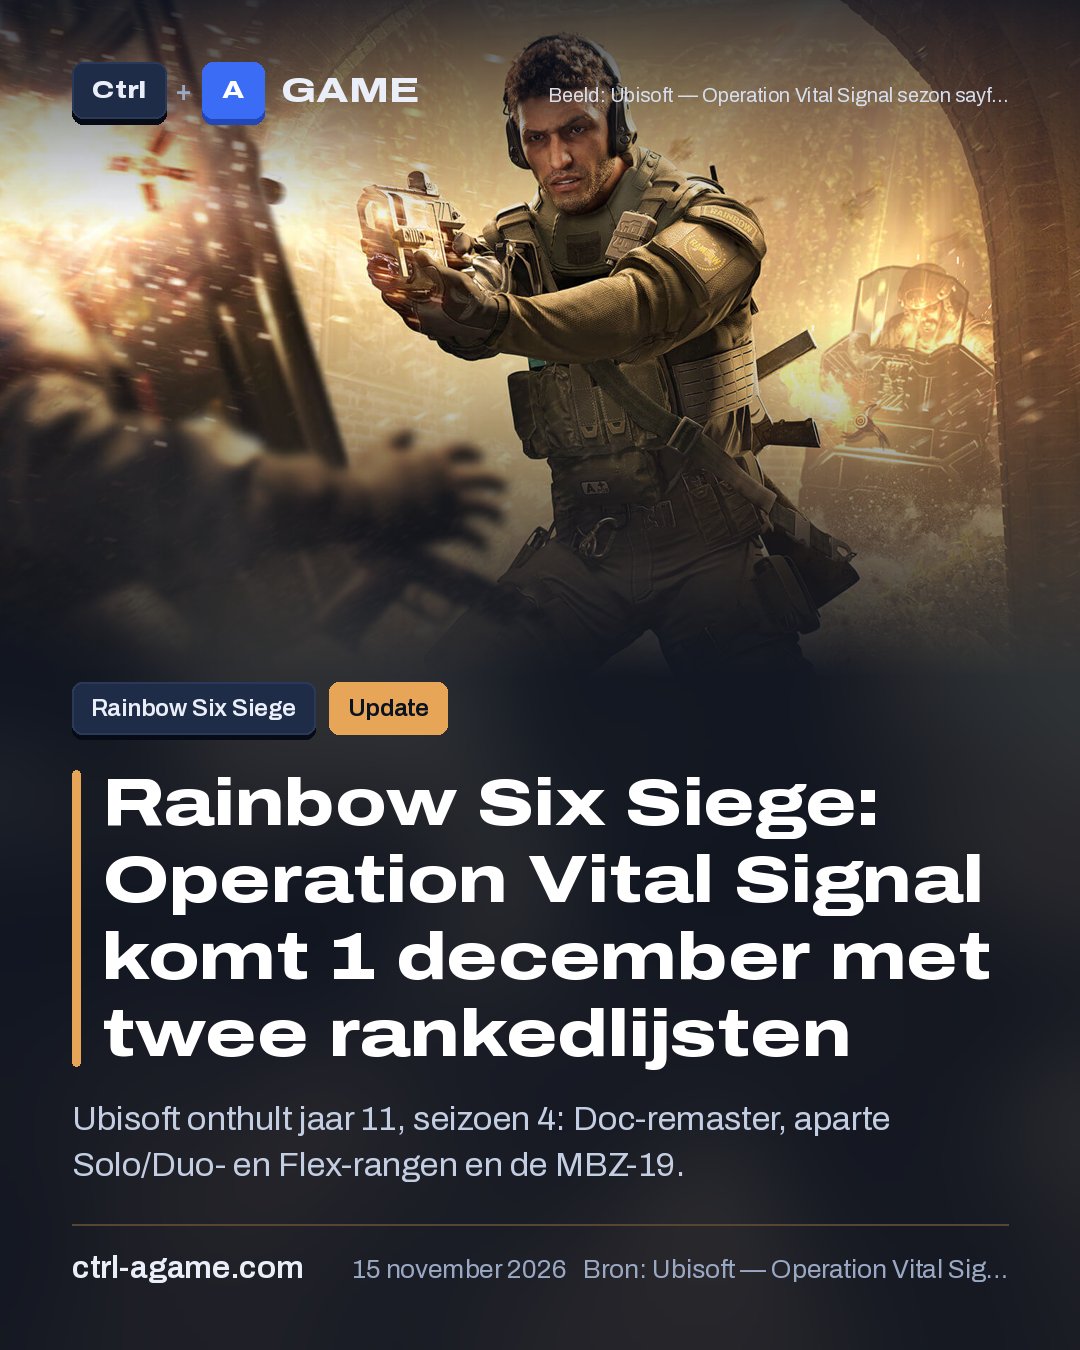 Ctrl + A GAME
Beeld: Ubisoft — Operation Vital Signal sezon sayf...
RAINBOW
A+
Rainbow Six Siege
Update
Rainbow Six Siege:
Operation Vital Signal
komt 1 december met
twee rankedlijsten
Ubisoft onthult jaar 11, seizoen 4: Doc-remaster, aparte
Solo/Duo- en Flex-rangen en de MBZ-19.
ctrl-agame.com
15 november 2026 Bron: Ubisoft — Operation Vital Sig...